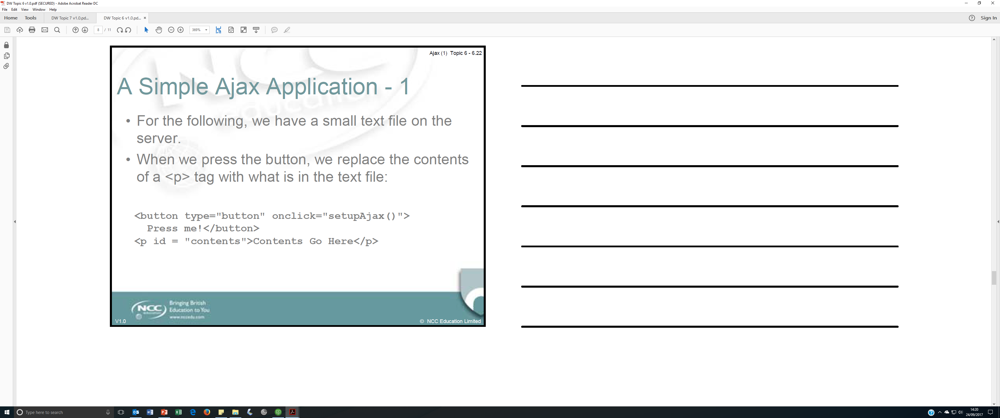 DW Topic 6 v1.0.pdf (SECURED) - Adobe Acrobat Reader DC
File Edit View Window Help
Home Tools DW Topic 7 v1.0.pd... DW Topic 6 v1.0.pd... × Sign In
8 / 11 369%
Ajax (1) Topic 6 - 6.22
A Simple Ajax Application - 1
• For the following, we have a small text file on the
server.
• When we press the button, we replace the contents
of a <p> tag with what is in the text file:
<button type="button" onclick="setupAjax()">
Press me!</button>
<p id = "contents">Contents Go Here</p>
NCC
education
Bringing British
Education to You
www.nccedu.com
V1.0
© NCC Education Limited
Type here to search
14:20
24/09/2017